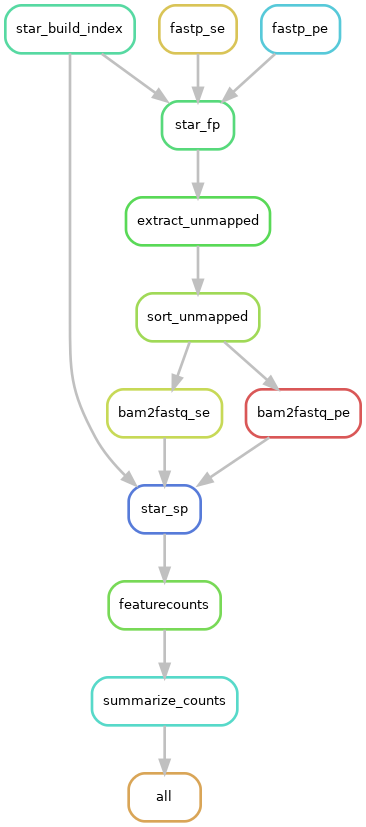 star_build_index
fastp_se
fastp_pe
star_fp
extract_unmapped
sort_unmapped
bam2fastq_se
bam2fastq_pe
star_sp
featurecounts
summarize_counts
all